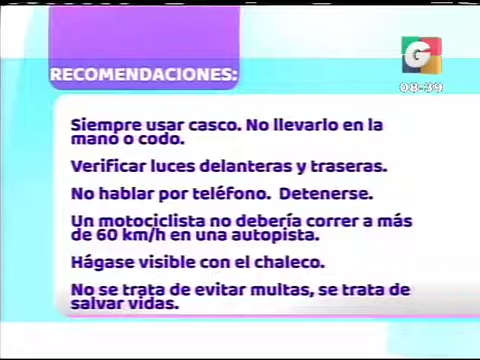 RECOMENDACIONES:
G
08:39
Siempre usar casco. No llevarlo en la
mano o codo.
Verificar luces delanteras y traseras.
No hablar por teléfono. Detenerse.
Un motociclista no debería correr a más
de 60 km/h en una autopista.
Hágase visible con el chaleco.
No se trata de evitar multas, se trata de
salvar vidas.